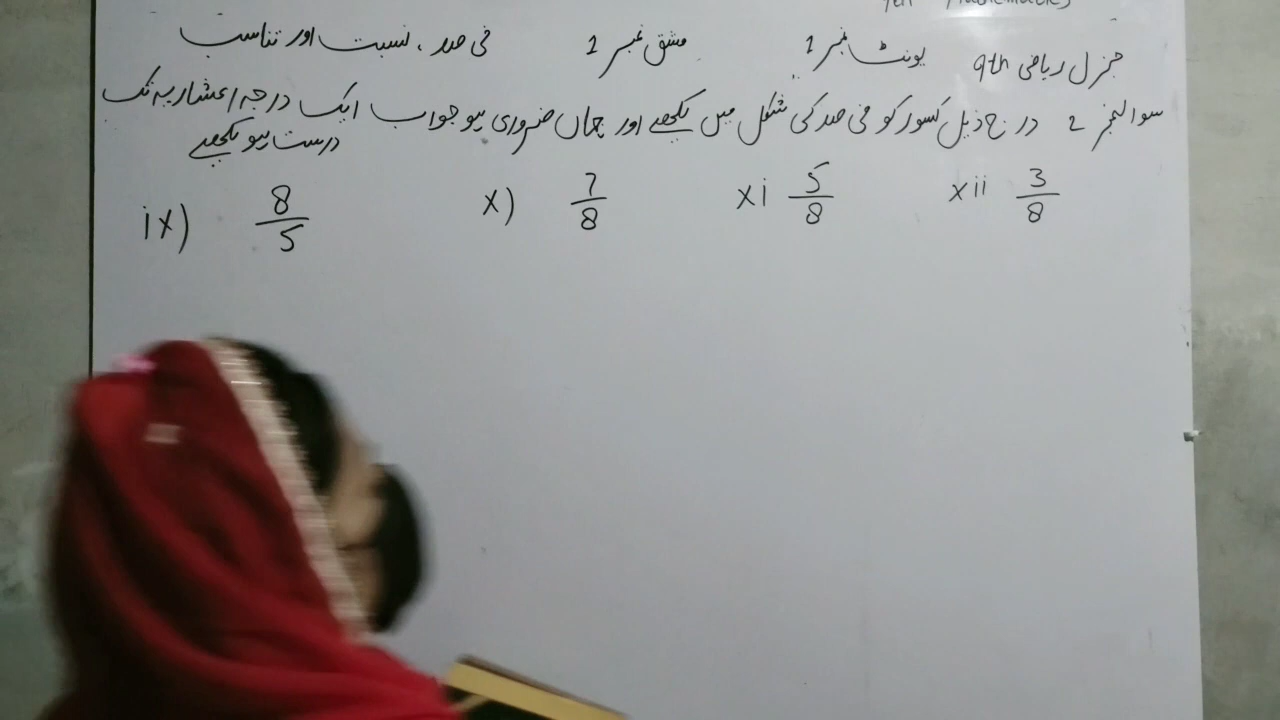 9th Mathematics
جنرل ریاضی 9th یونٹ نمبر 1 مشق نمبر 1 فی صد، نسبت اور تناسب
سوال نمبر 2 درج ذیل کسور کو فی صد کی شکل میں لکھیے اور جہاں ضروری ہو جواب ایک درجہ اعشاریہ تک
درست ہو لکھیے
ix) 8/5 x) 7/8 xi 5/8 xii 3/8